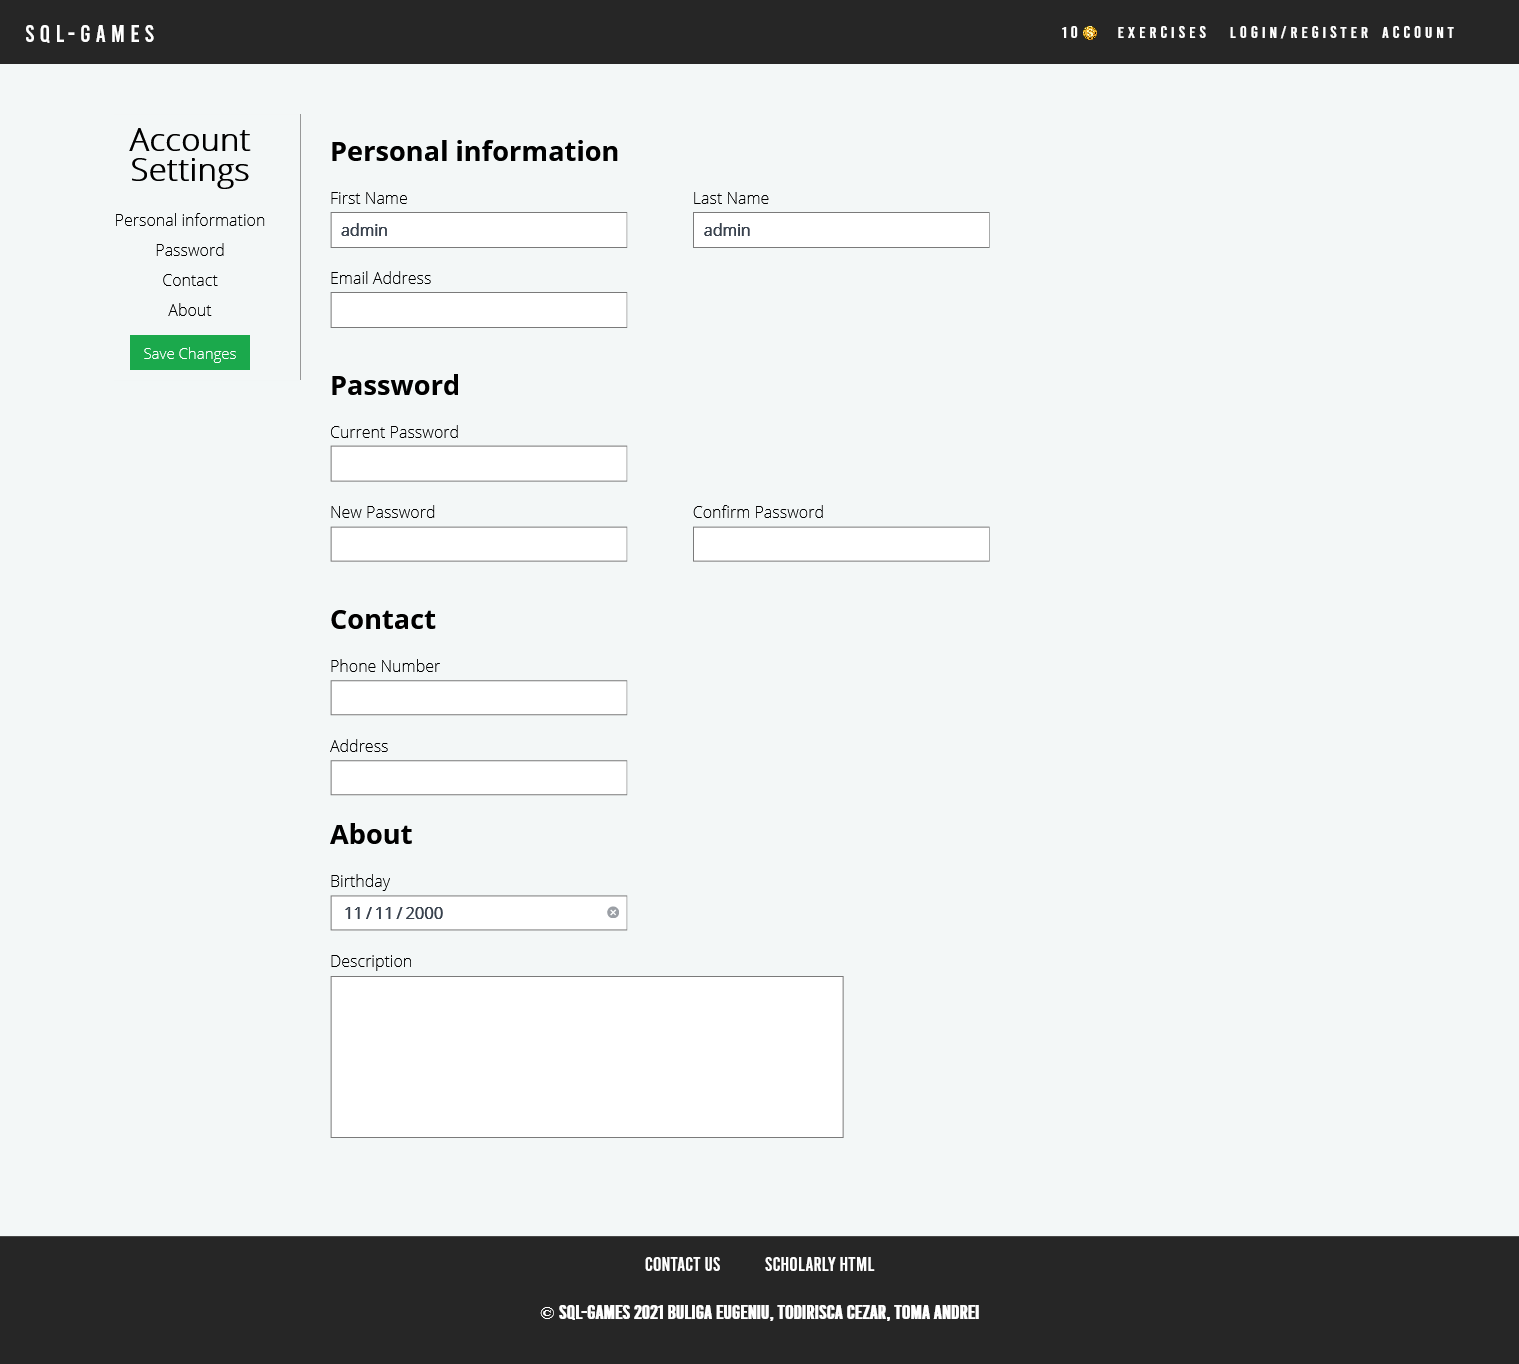 SQL-GAMES
10 EXERCISES LOGIN/REGISTER ACCOUNT
Account
Settings
Personal information
Password
Contact
About
Save Changes
Personal information
First Name Last Name
admin admin
Email Address
Password
Current Password
New Password Confirm Password
Contact
Phone Number
Address
About
Birthday
11/11/2000
Description
CONTACT US SCHOLARLY HTML
© SQL-GAMES 2021 BULIGA EUGENIU, TODIRISCA CEZAR, TOMA ANDREI